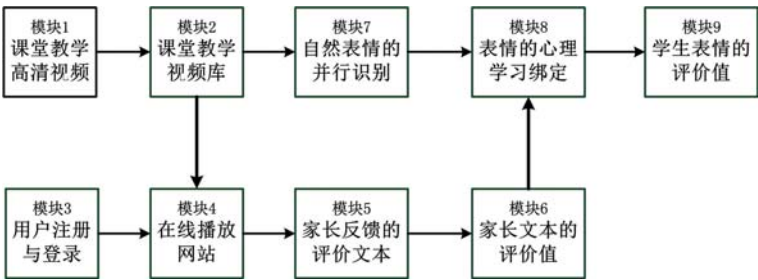 模块1
课堂教学
高清视频
模块2
课堂教学
视频库
模块7
自然表情的
并行识别
模块8
表情的心理
学习绑定
模块9
学生表情的
评价值
模块3
用户注册
与登录
模块4
在线播放
网站
模块5
家长反馈的
评价文本
模块6
家长文本的
评价值